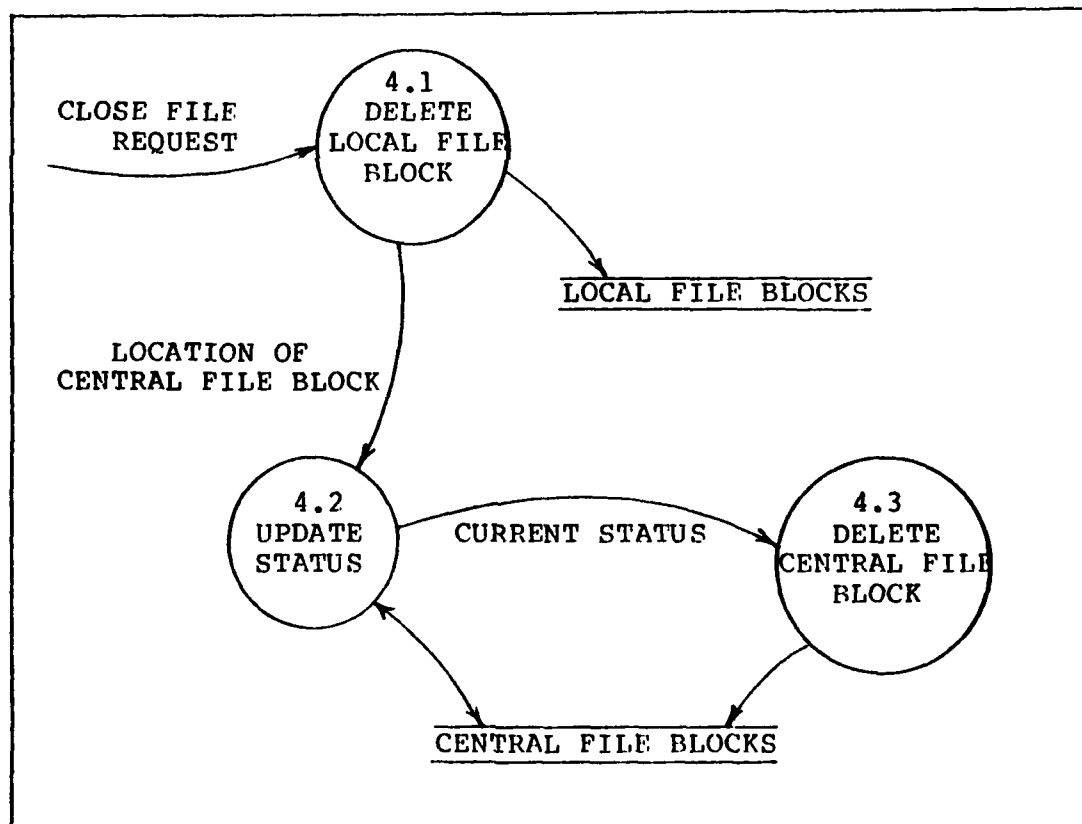 4.1
DELETE
LOCAL FILE
BLOCK
CLOSE FILE
REQUEST
LOCAL FILE BLOCKS
LOCATION OF
CENTRAL FILE BLOCK
4.2
UPDATE
STATUS
CURRENT STATUS
4.3
DELETE
CENTRAL FILE
BLOCK
CENTRAL FILE BLOCKS